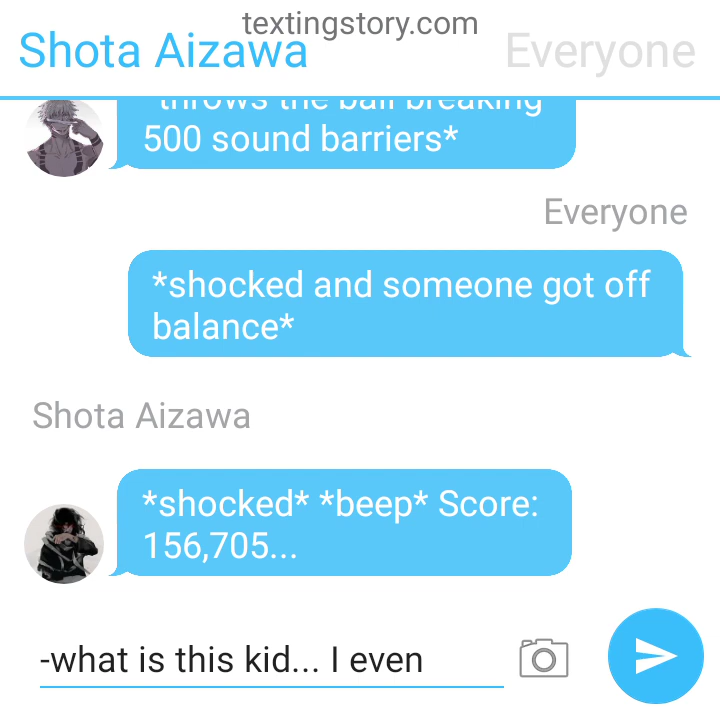 textingstory.com
Shota Aizawa
Everyone
*throws the ball breaking
500 sound barriers*
Everyone
*shocked and someone got off
balance*
Shota Aizawa
*shocked* *beep* Score:
156,705...
-what is this kid... I even